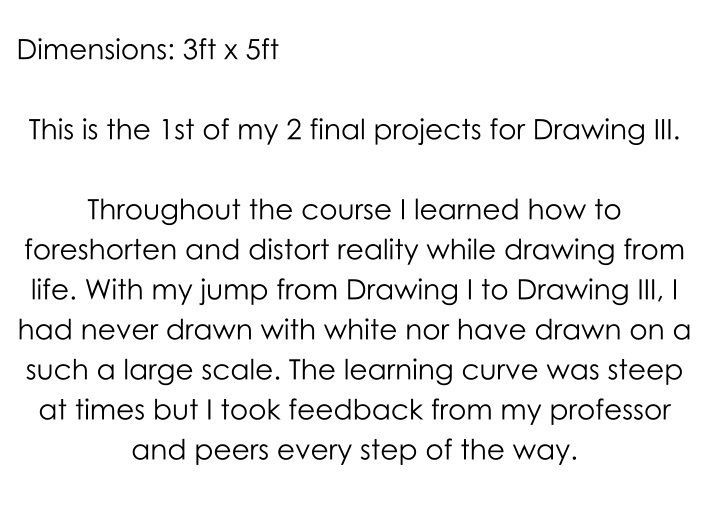 Dimensions: 3ft x 5ft
This is the 1st of my 2 final projects for Drawing III.
Throughout the course I learned how to
foreshorten and distort reality while drawing from
life. With my jump from Drawing I to Drawing III, I
had never drawn with white nor have drawn on a
such a large scale. The learning curve was steep
at times but I took feedback from my professor
and peers every step of the way.